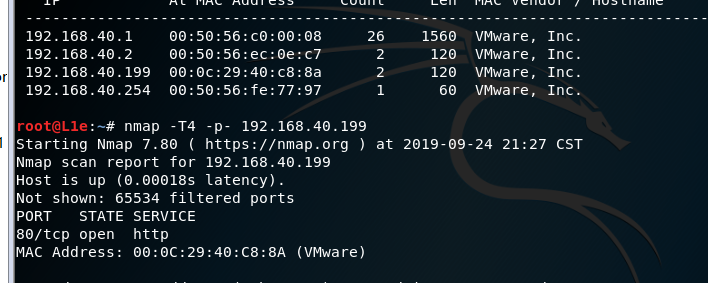 IP At MAC Address Count Len MAC Vendor / Hostname
-----------------------------------------------------------------------------
192.168.40.1 00:50:56:c0:00:08 26 1560 VMware, Inc.
192.168.40.2 00:50:56:ec:0e:c7 2 120 VMware, Inc.
192.168.40.199 00:0c:29:40:c8:8a 2 120 VMware, Inc.
192.168.40.254 00:50:56:fe:77:97 1 60 VMware, Inc.
root@L1e:~# nmap -T4 -p- 192.168.40.199
Starting Nmap 7.80 ( https://nmap.org ) at 2019-09-24 21:27 CST
Nmap scan report for 192.168.40.199
Host is up (0.00018s latency).
Not shown: 65534 filtered ports
PORT STATE SERVICE
80/tcp open http
MAC Address: 00:0C:29:40:C8:8A (VMware)